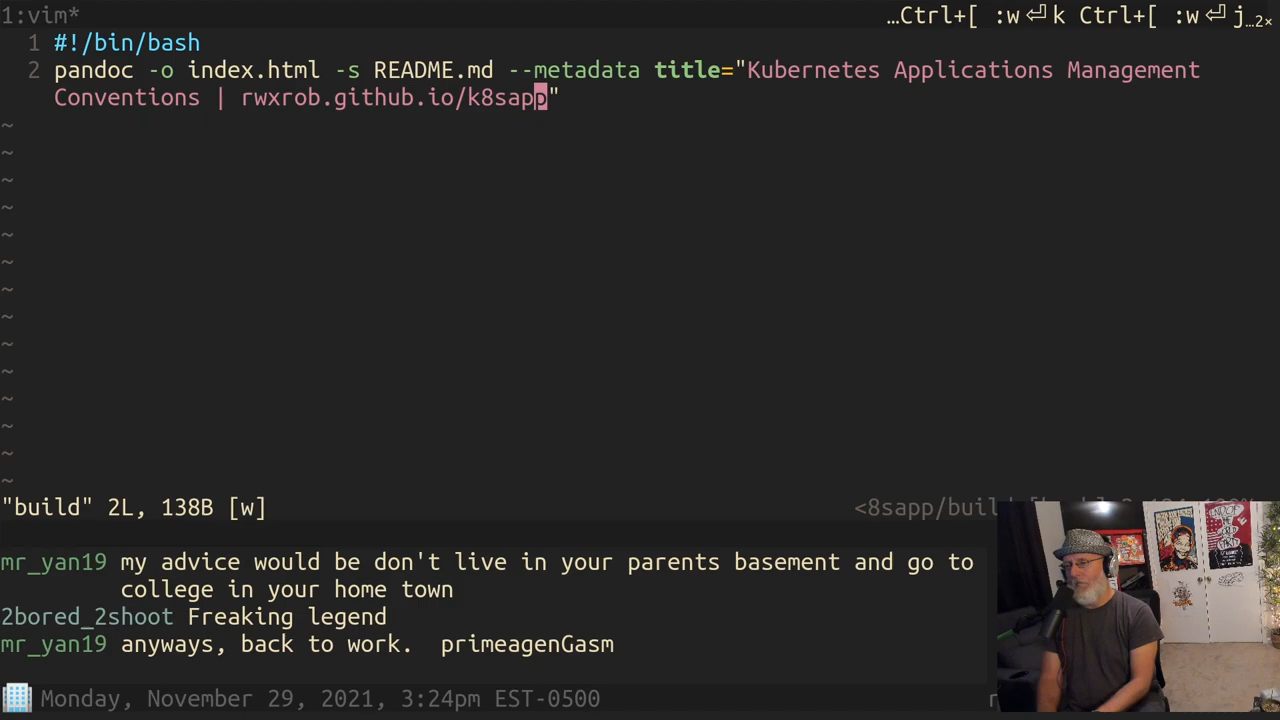 1:vim* …Ctrl+[ :w⏎k Ctrl+[ :w⏎j…2×
1 #!/bin/bash
2 pandoc -o index.html -s README.md --metadata title="Kubernetes Applications Management
Conventions | rwxrob.github.io/k8sapp"
~
~
~
~
~
~
~
~
~
~
~
~
~
~
"build" 2L, 138B [w] <8sapp/build
mr_yan19 my advice would be don't live in your parents basement and go to
college in your home town
2bored_2shoot Freaking legend
mr_yan19 anyways, back to work. primeagenGasm
Monday, November 29, 2021, 3:24pm EST-0500